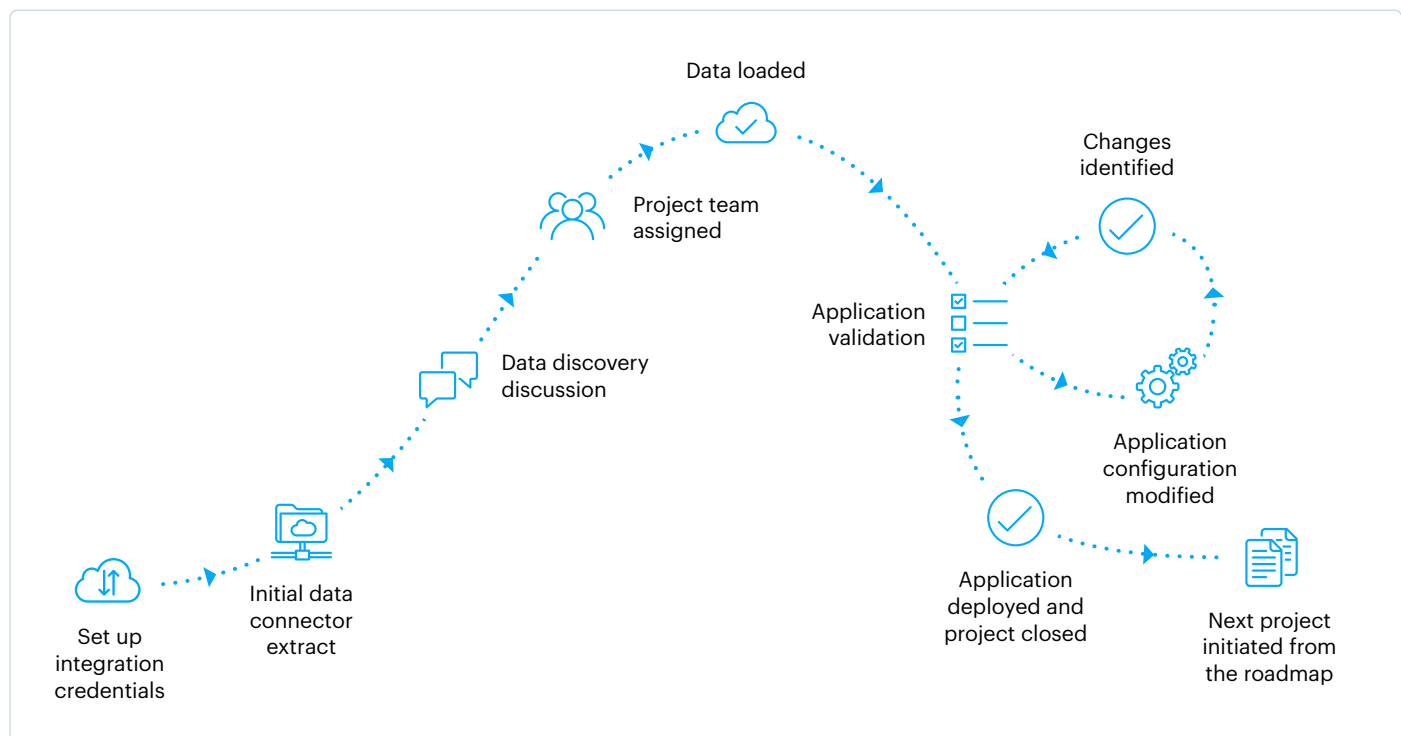 Set up
integration
credentials
Initial data
connector
extract
Data discovery
discussion
Project team
assigned
Data loaded
Application
validation
Changes
identified
Application
configuration
modified
Application
deployed and
project closed
Next project
initiated from
the roadmap